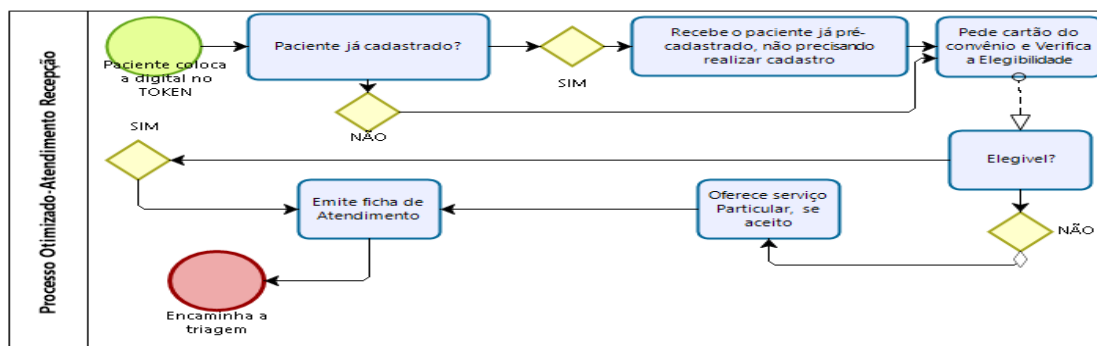 Processo Otimizado-Atendimento Recepção
Paciente coloca
a digital no
TOKEN
Paciente já cadastrado?
SIM
NÃO
Recebe o paciente já pré-
cadastrado, não precisando
realizar cadastro
Pede cartão do
convênio e Verifica
a Elegibilidade
Elegivel?
SIM
NÃO
Oferece serviço
Particular, se
aceito
Emite ficha de
Atendimento
Encaminha a
triagem